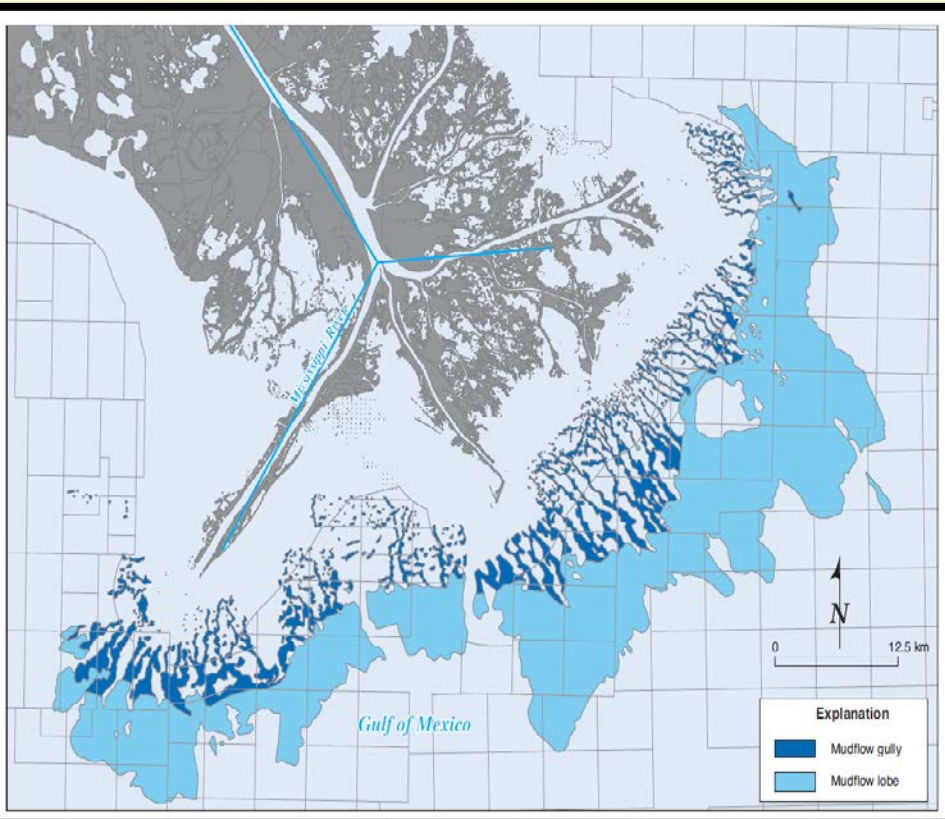 Mississippi River
Gulf of Mexico
N
0 12.5 km
Explanation
Mudflow gully
Mudflow lobe